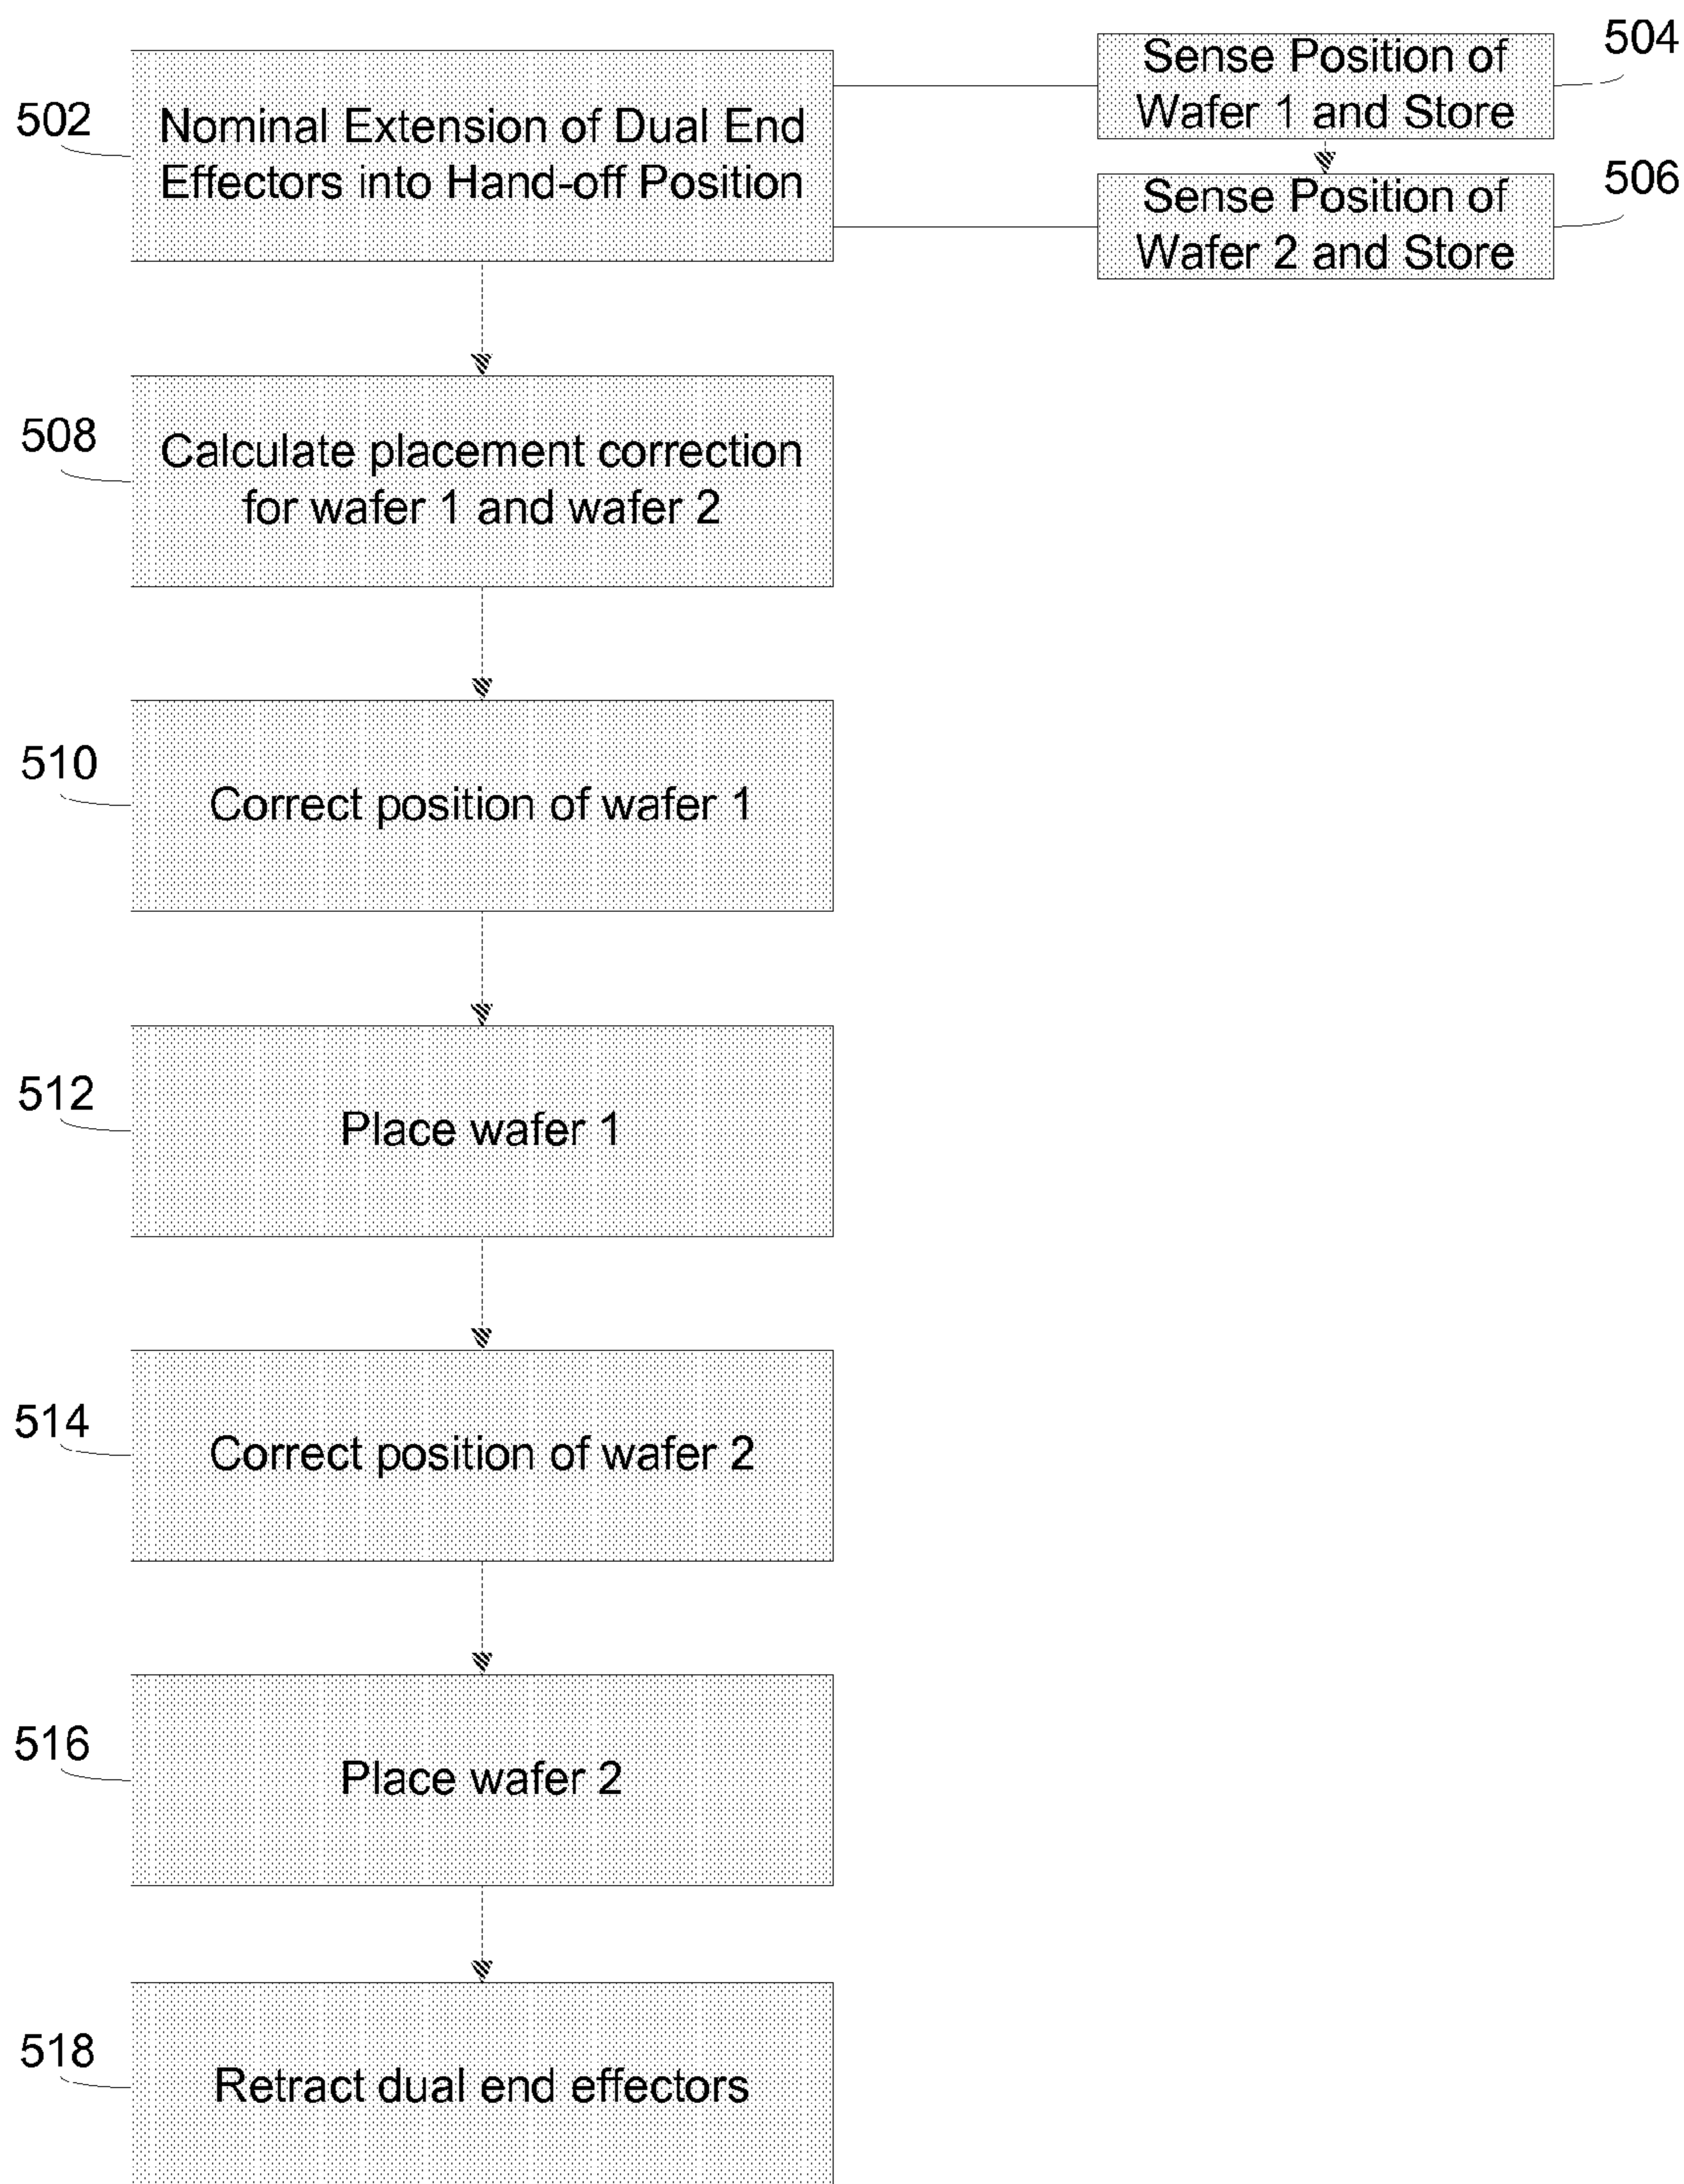 502
Nominal Extension of Dual End
Effectors into Hand-off Position
504
Sense Position of
Wafer 1 and Store
506
Sense Position of
Wafer 2 and Store
508
Calculate placement correction
for wafer 1 and wafer 2
510
Correct position of wafer 1
512
Place wafer 1
514
Correct position of wafer 2
516
Place wafer 2
518
Retract dual end effectors